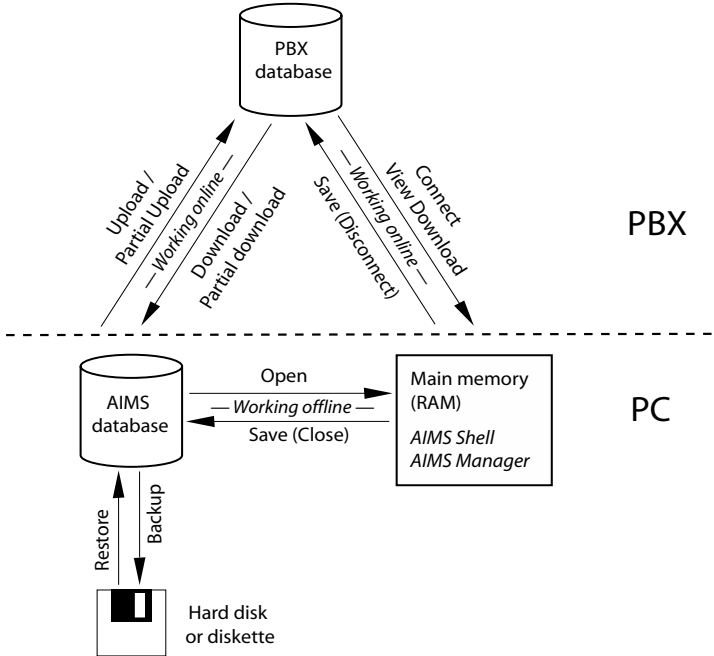 PBX
database
Upload /
Partial Upload
— Working online —
Download /
Partial download
Save (Disconnect)
— Working online —
Connect
View Download
PBX
AIMS
database
Open
— Working offline —
Save (Close)
Main memory
(RAM)
AIMS Shell
AIMS Manager
PC
Restore
Backup
Hard disk
or diskette